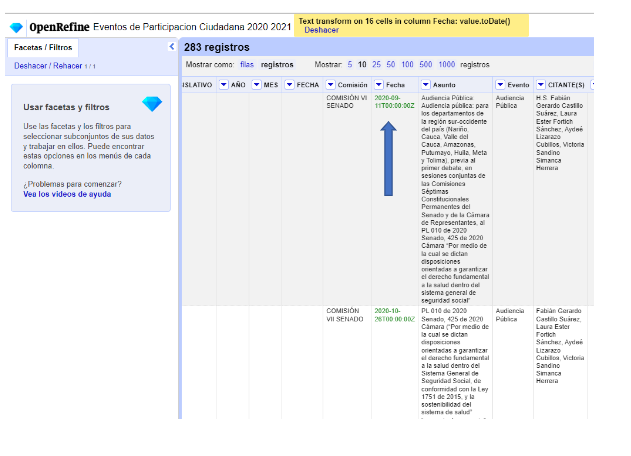 OpenRefine Eventos de Participacion Ciudadana 2020 2021
Text transform on 16 cells in column Fecha: value.toDate()
Deshacer
Facetas / Filtros
Deshacer / Rehacer 1 / 1
Usar facetas y filtros
Use las facetas y los filtros para
seleccionar subconjuntos de sus datos
y trabajar en ellos. Puede encontrar
estas opciones en los menús de cada
colomna.
¿Problemas para comenzar?
Vea los videos de ayuda
283 registros
Mostrar como: filas registros Mostrar: 5 10 25 50 100 500 1000 registros
ISLATIVO AÑO MES FECHA Comisión Fecha Asunto Evento CITANTE(S)
COMISIÓN VI
SENADO
2020-09-
11T00:00:00Z
Audiencia Pública
Audiencia pública: para
los departamentos de
la región sur-occidente
del país (Nariño,
Cauca, Valle del
Cauca, Amazonas,
Putumayo, Huila, Meta
y Tolima), previa al
primer debate; en
sesiones conjuntas de
las Comisiones
Séptimas
Constitucionales
Permanentes del
Senado y de la Cámara
de Representantes, al
PL 010 de 2020
Senado, 425 de 2020
Cámara "Por medio de
la cual se dictan
disposiciones
orientadas a garantizar
el derecho fundamental
a la salud dentro del
sistema general de
seguridad social"
Audiencia
Pública
H.S. Fabián
Gerardo Castillo
Suárez, Laura
Ester Fortich
Sánchez, Aydeé
Lizarazo
Cubillos, Victoria
Sandino
Simanca
Herrera
COMISIÓN
VII SENADO
2020-10-
26T00:00:00Z
PL 010 de 2020
Senado, 425 de 2020
Cámara ("Por medio de
la cual se dictan
disposiciones
orientadas a garantizar
el derecho fundamental
a la salud dentro del
Sistema General de
Seguridad Social, de
conformidad con la Ley
1751 de 2015, y la
sostenibilidad del
sistema de salud"
Audiencia
Pública
Fabián Gerardo
Castillo Suárez,
Laura Ester
Fortich
Sánchez, Aydeé
Lizarazo
Cubillos, Victoria
Sandino
Simanca
Herrera